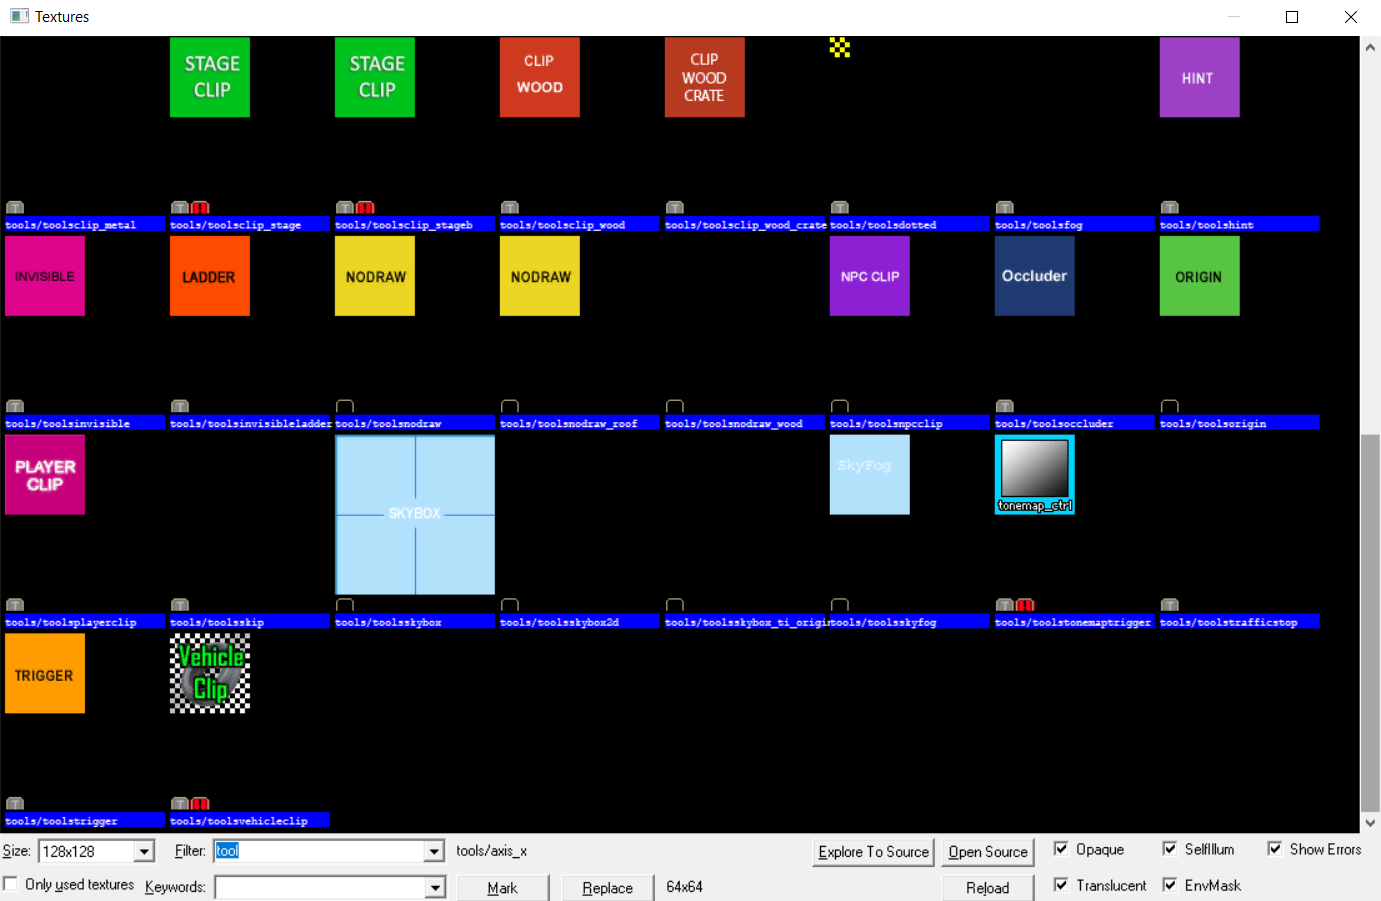 Textures
STAGE
CLIP
STAGE
CLIP
CLIP
WOOD
CLIP
WOOD
CRATE
HINT
tools/toolsclip_metal
tools/toolsclip_stage
tools/toolsclip_stageb
tools/toolsclip_wood
tools/toolsclip_wood_crate
tools/toolsdotted
tools/toolsfog
tools/toolshint
INVISIBLE
LADDER
NODRAW
NODRAW
NPC CLIP
Occluder
ORIGIN
tools/toolsinvisible
tools/toolsinvisibleladder
tools/toolsnodraw
tools/toolsnodraw_roof
tools/toolsnodraw_wood
tools/toolsnpcclip
tools/toolsoccluder
tools/toolsorigin
PLAYER
CLIP
SKYBOX
SkyFog
tonemap_ctrl
tools/toolsplayerclip
tools/toolsskip
tools/toolsskybox
tools/toolsskybox2d
tools/toolsskybox_ti_origi
tools/toolsskyfog
tools/toolstonemaptrigger
tools/toolstrafficstop
TRIGGER
Vehicle
Clip
tools/toolstrigger
tools/toolsvehicleclip
Size: 128x128 Filter: tool tools/axis_x Explore To Source Open Source Opaque SelfIllum Show Errors
Only used textures Keywords: Mark Replace 64x64 Reload Translucent EnvMask